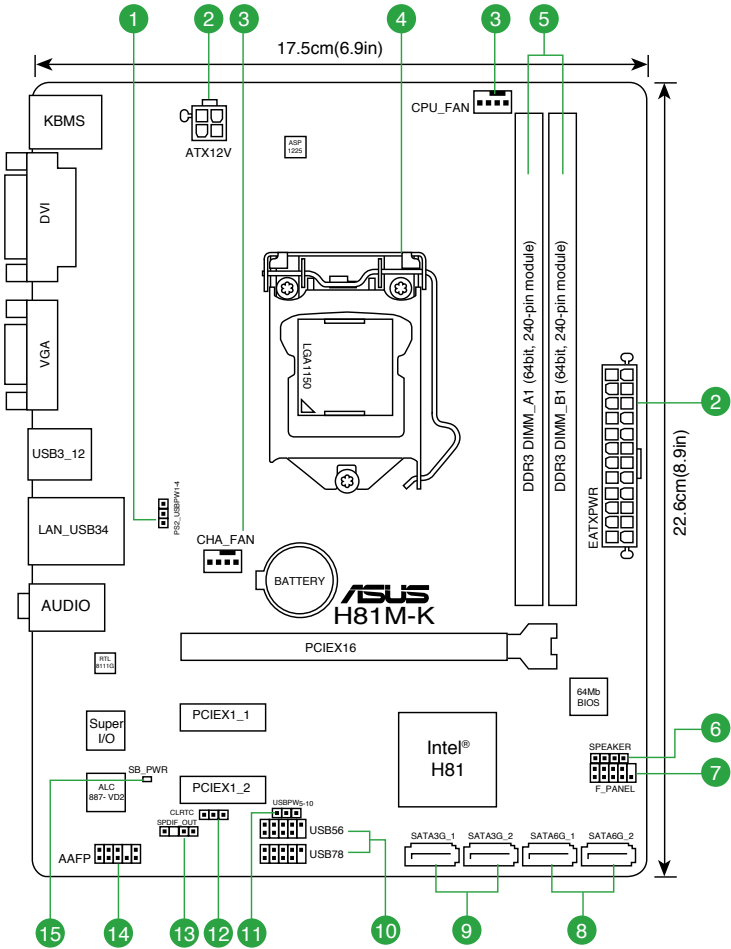 1
2
3
4
3
5
17.5cm(6.9in)
KBMS
ATX12V
CPU_FAN
ASP
1225
DVI
VGA
LGA1150
DDR3 DIMM_A1 (64bit, 240-pin module)
DDR3 DIMM_B1 (64bit, 240-pin module)
2
EATXPWR
22.6cm(8.9in)
USB3_12
1
PS2_USBPW1-4
LAN_USB34
3
CHA_FAN
BATTERY
AUDIO
ASUS
H81M-K
PCIEX16
RTL
8111G
64Mb
BIOS
Super
I/O
PCIEX1_1
Intel®
H81
SPEAKER
6
7
F_PANEL
SB_PWR
ALC
887-VD2
PCIEX1_2
CLRTC
SPDIF_OUT
USBPW5-10
USB56
USB78
SATA3G_1
SATA3G_2
SATA6G_1
SATA6G_2
AAFP
15
14
13
12
11
10
9
8